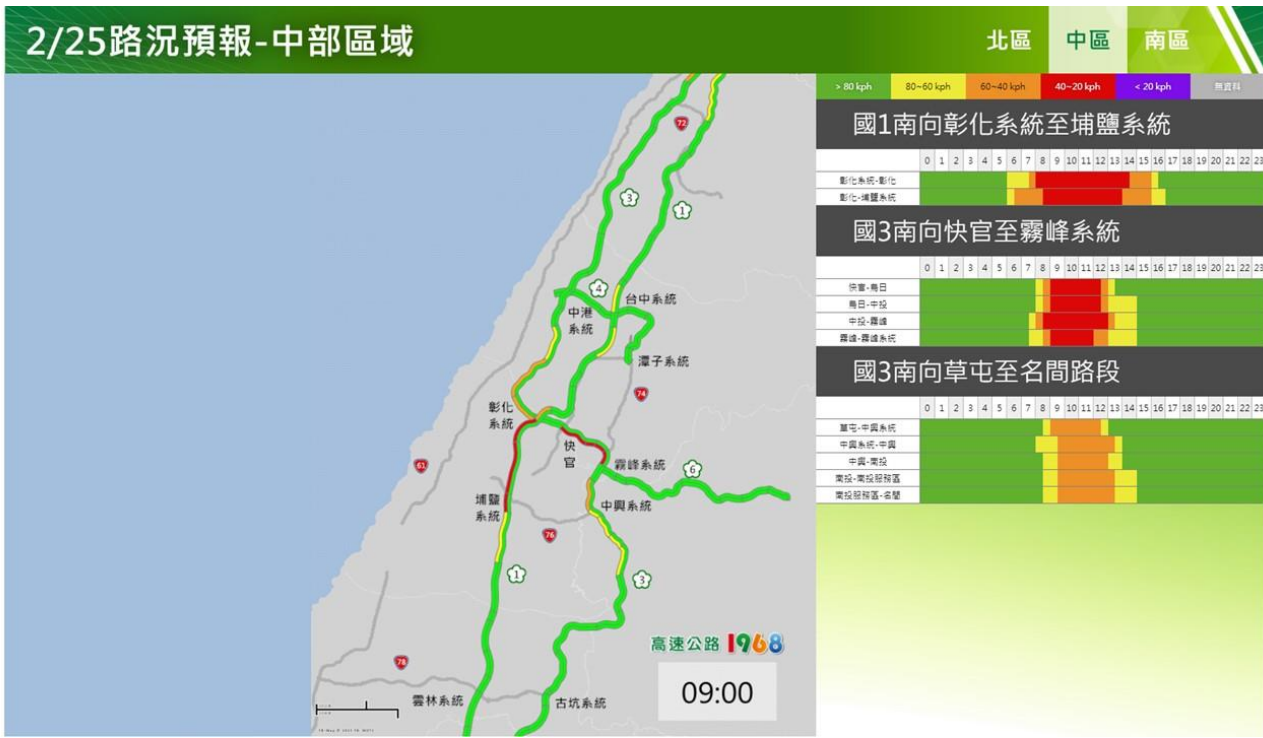 2/25路況預報-中部區域
北區 中區 南區
> 80 kph 80~60 kph 60~40 kph 40~20 kph < 20 kph 無資料
國1南向彰化系統至埔鹽系統
0 1 2 3 4 5 6 7 8 9 10 11 12 13 14 15 16 17 18 19 20 21 22 23
彰化系統-彰化
彰化-埔鹽系統
國3南向快官至霧峰系統
0 1 2 3 4 5 6 7 8 9 10 11 12 13 14 15 16 17 18 19 20 21 22 23
快官-烏日
烏日-中投
中投-霧峰
霧峰-霧峰系統
國3南向草屯至名間路段
0 1 2 3 4 5 6 7 8 9 10 11 12 13 14 15 16 17 18 19 20 21 22 23
草屯-中興系統
中興系統-中興
中興-南投
南投-南投服務區
南投服務區-名間
72
3
1
4
台中系統
中港
系統
潭子系統
74
彰化
系統
快
官
61
霧峰系統
6
埔鹽
系統
中興系統
76
1
3
高速公路1968
78
雲林系統
古坑系統
09:00